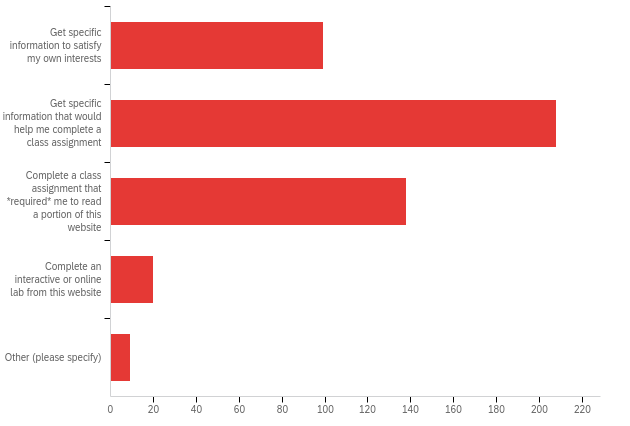 Get specific
information to satisfy
my own interests
Get specific
information that would
help me complete a
class assignment
Complete a class
assignment that
*required* me to read
a portion of this
website
Complete an
interactive or online
lab from this website
Other (please specify)
0 20 40 60 80 100 120 140 160 180 200 220